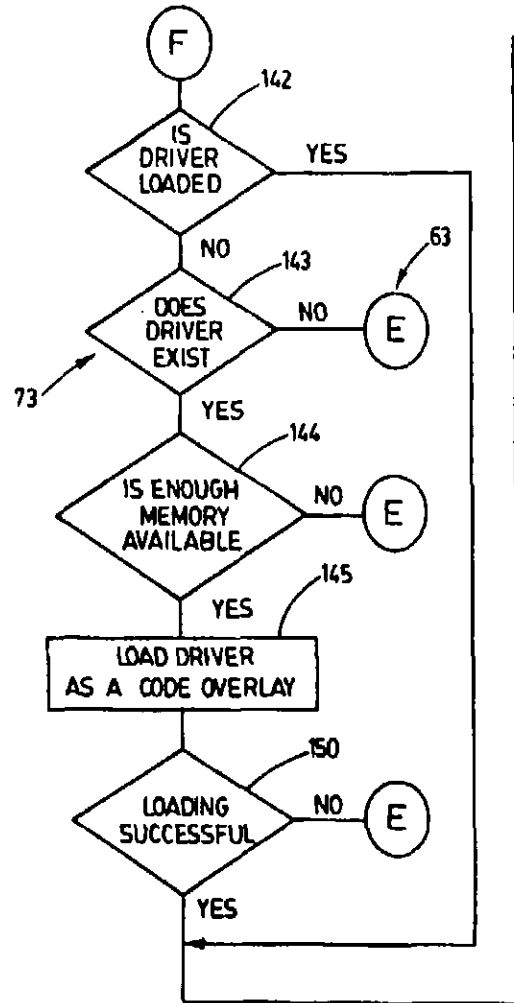 F
142
IS
DRIVER
LOADED
YES
NO
143
63
DOES
DRIVER
EXIST
NO
E
73
YES
144
IS ENOUGH
MEMORY
AVAILABLE
NO
E
YES
145
LOAD DRIVER
AS A CODE OVERLAY
150
LOADING
SUCCESSFUL
NO
E
YES